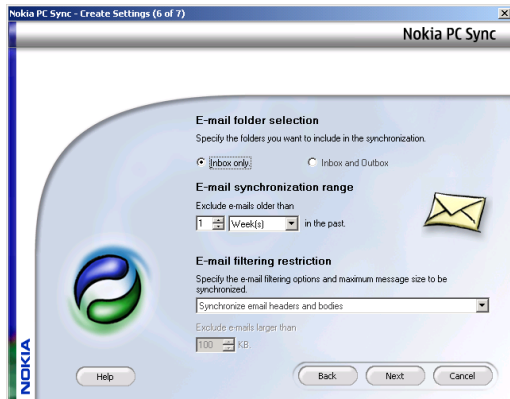 Nokia PC Sync - Create Settings (6 of 7)
Nokia PC Sync
E-mail folder selection
Specify the folders you want to include in the synchronization.
Inbox only.
Inbox and Outbox
E-mail synchronization range
Exclude e-mails older than
1 Week(s) in the past.
E-mail filtering restriction
Specify the e-mail filtering options and maximum message size to be
synchronized.
Synchronize email headers and bodies
Exclude e-mails larger than
100 KB.
NOKIA
Help Back Next Cancel